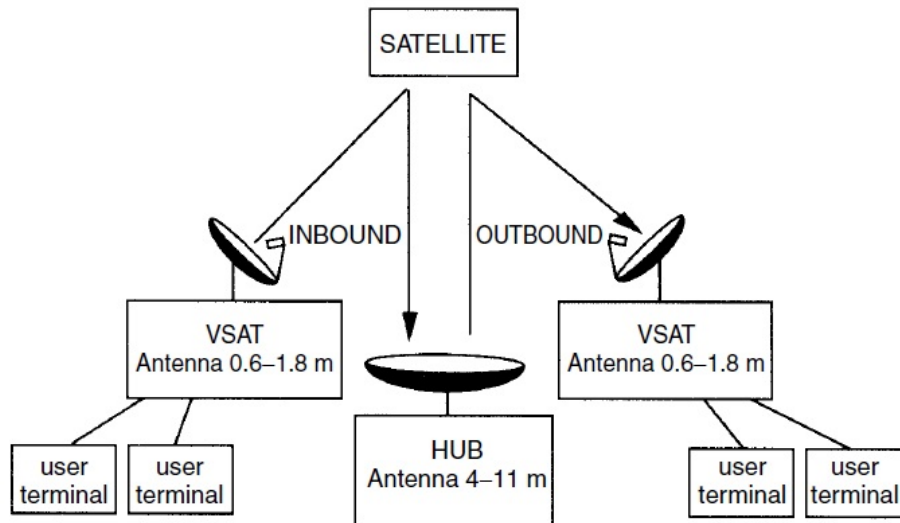 SATELLITE
INBOUND
OUTBOUND
VSAT
Antenna 0.6–1.8 m
VSAT
Antenna 0.6–1.8 m
HUB
Antenna 4–11 m
user
terminal
user
terminal
user
terminal
user
terminal